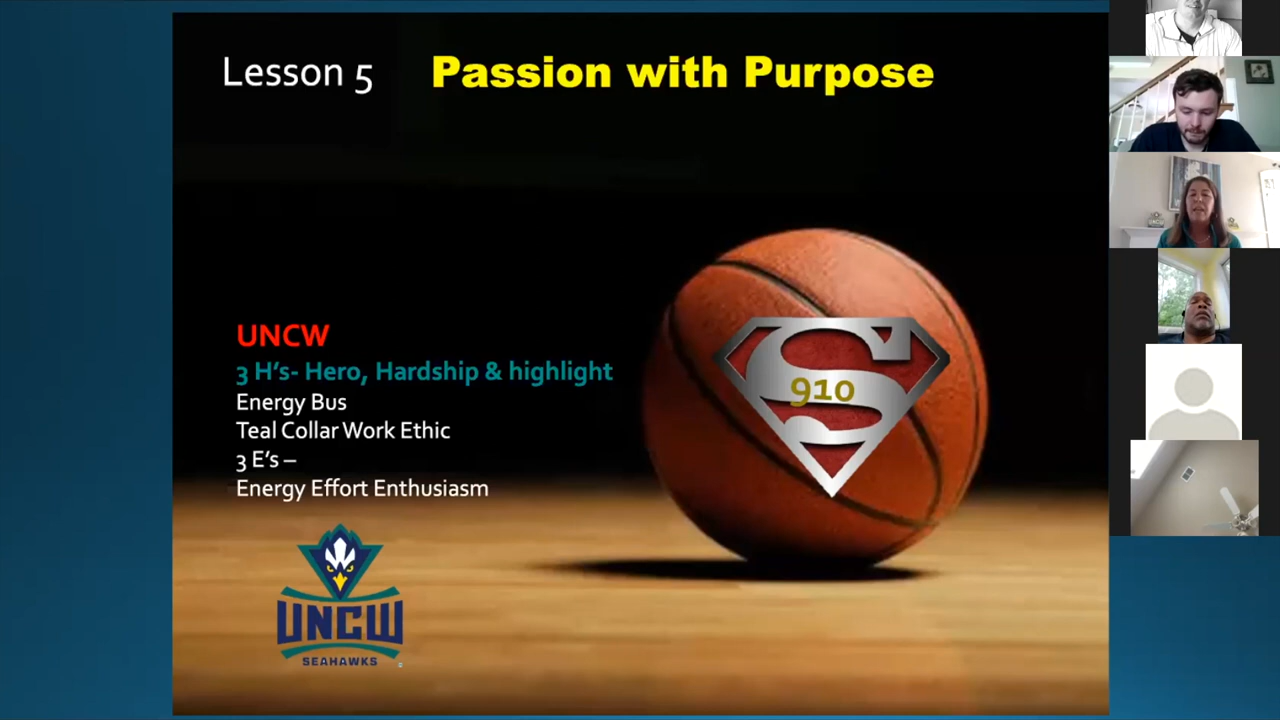 Lesson 5
Passion with Purpose
UNCW
3 H's- Hero, Hardship & highlight
Energy Bus
Teal Collar Work Ethic
3 E's –
Energy Effort Enthusiasm
S
910
UNCW
SEAHAWKS